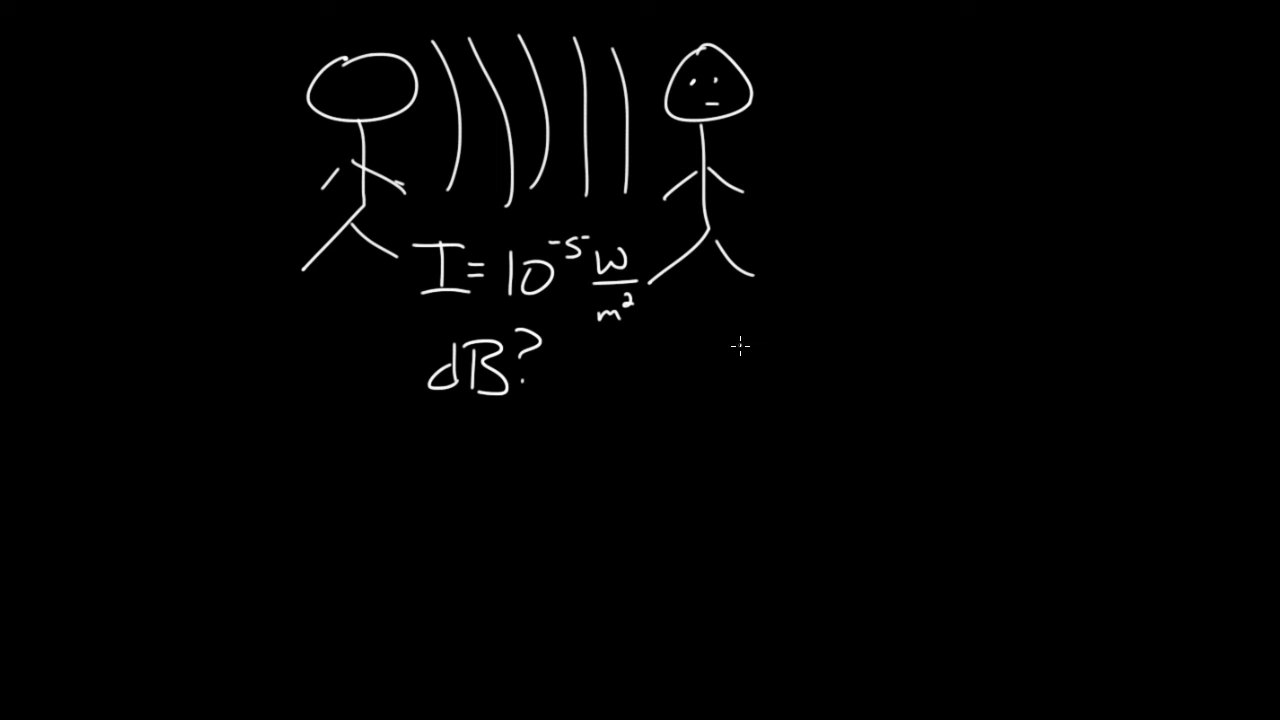 I = 10⁻⁵ W/m²
dB?